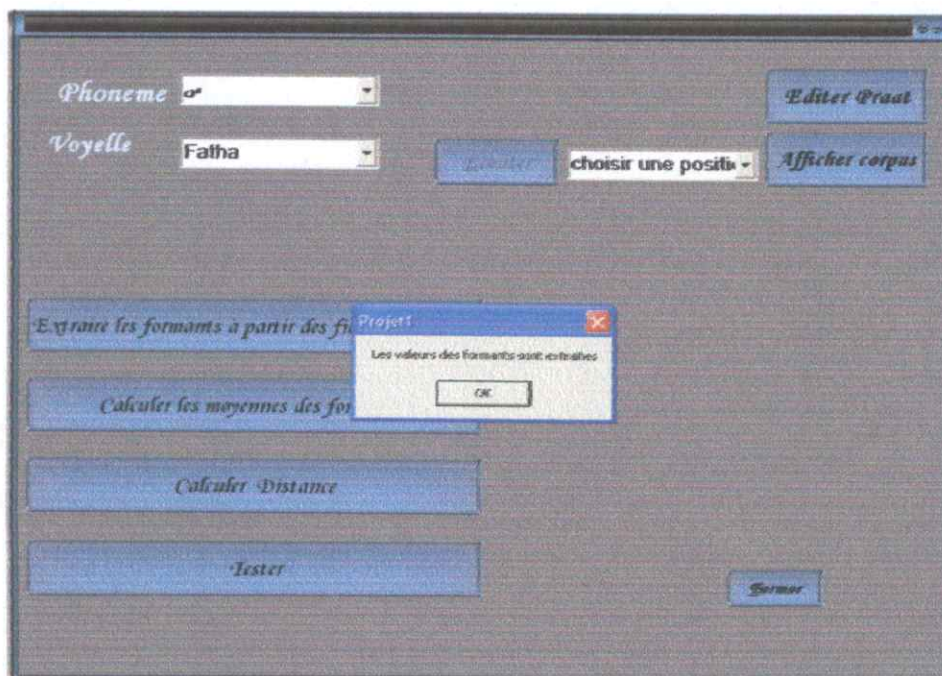 Phoneme
Voyelle
Fatha
Ecouter
choisir une positi
Editer Praat
Afficher corpus
Extraire les formants à partir des fi
Calculer les moyennes des for
Calculer Distance
Tester
Projet1
Les valeurs des formants sont extraites
OK
Fermer